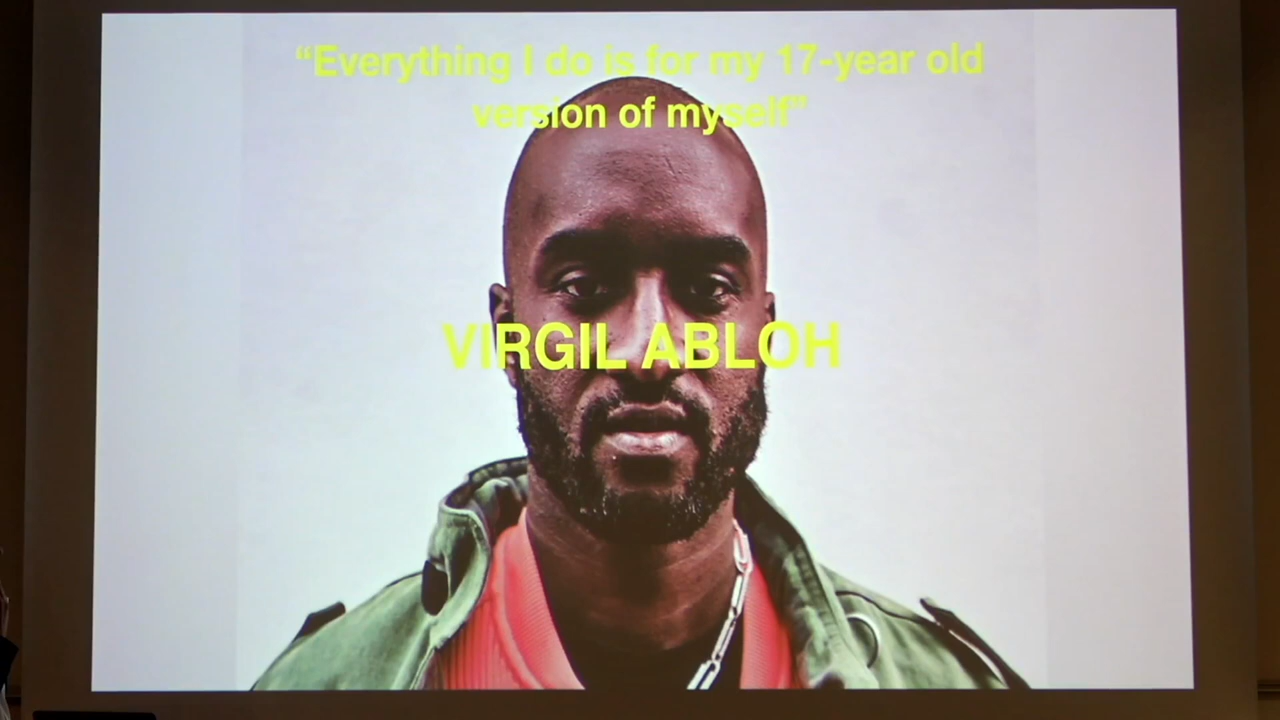 “Everything I do is for my 17-year old
version of myself”
VIRGIL ABLOH